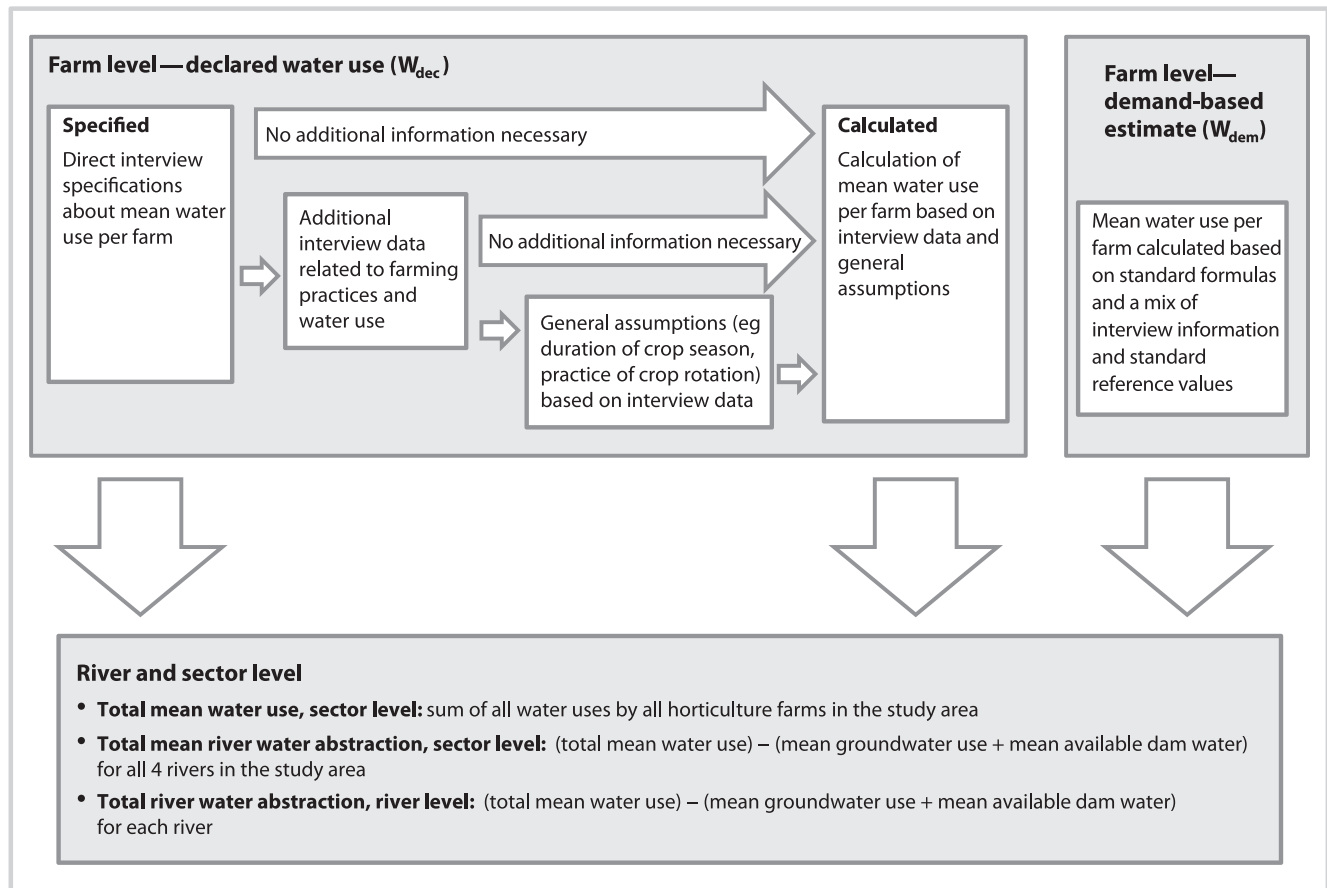 Farm level—declared water use (Wdec)
Specified
Direct interview
specifications
about mean water
use per farm
No additional information necessary
Additional
interview data
related to farming
practices and
water use
No additional information necessary
General assumptions (eg
duration of crop season,
practice of crop rotation)
based on interview data
Calculated
Calculation of
mean water use
per farm based on
interview data and
general
assumptions
Farm level—
demand-based
estimate (Wdem)
Mean water use per
farm calculated based
on standard formulas
and a mix of
interview information
and standard
reference values
River and sector level
• Total mean water use, sector level: sum of all water uses by all horticulture farms in the study area
• Total mean river water abstraction, sector level: (total mean water use) – (mean groundwater use + mean available dam water)
for all 4 rivers in the study area
• Total river water abstraction, river level: (total mean water use) – (mean groundwater use + mean available dam water)
for each river